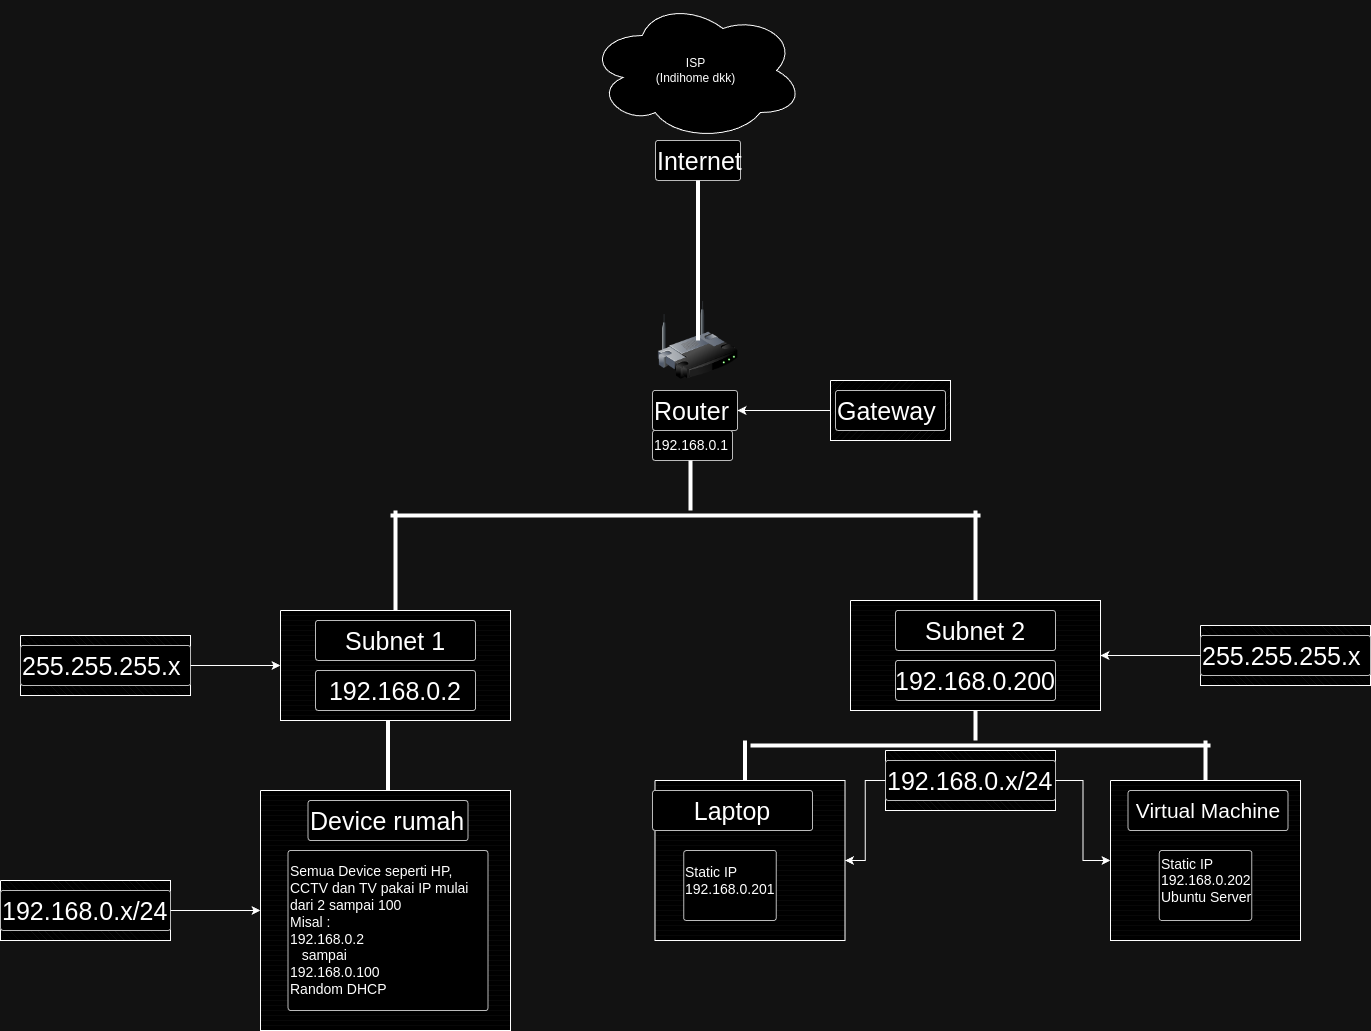 ISP
(Indihome dkk)
Internet
Router
Gateway
192.168.0.1
Subnet 1
192.168.0.2
255.255.255.x
Subnet 2
192.168.0.200
255.255.255.x
Device rumah
Semua Device seperti HP,
CCTV dan TV pakai IP mulai
dari 2 sampai 100
Misal :
192.168.0.2
sampai
192.168.0.100
Random DHCP
192.168.0.x/24
Laptop
Static IP
192.168.0.201
192.168.0.x/24
Virtual Machine
Static IP
192.168.0.202
Ubuntu Server